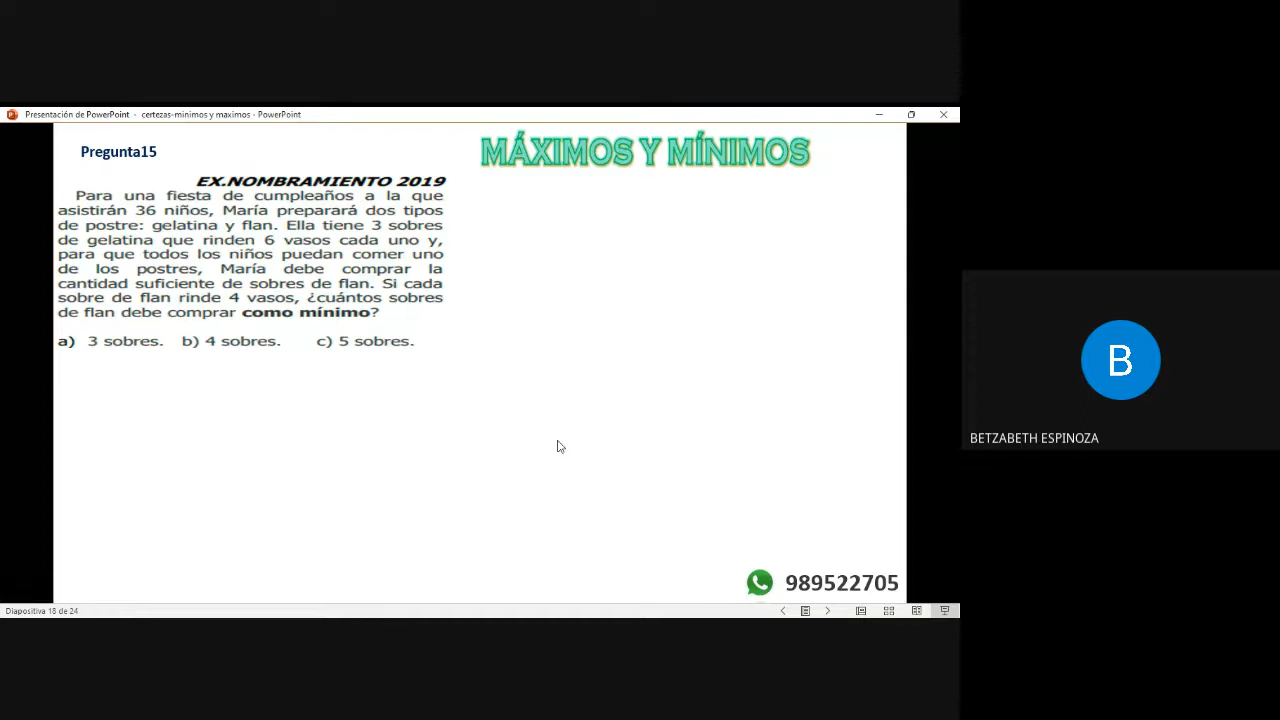 Presentación de PowerPoint - certezas-minimos y maximos - PowerPoint
Pregunta15
MÁXIMOS Y MÍNIMOS
EX.NOMBRAMIENTO 2019
Para una fiesta de cumpleaños a la que
asistirán 36 niños, María preparará dos tipos
de postre: gelatina y flan. Ella tiene 3 sobres
de gelatina que rinden 6 vasos cada uno y,
para que todos los niños puedan comer uno
de los postres, María debe comprar la
cantidad suficiente de sobres de flan. Si cada
sobre de flan rinde 4 vasos, ¿cuántos sobres
de flan debe comprar como mínimo?
a) 3 sobres. b) 4 sobres. c) 5 sobres.
B
BETZABETH ESPINOZA
989522705
Diapositiva 18 de 24